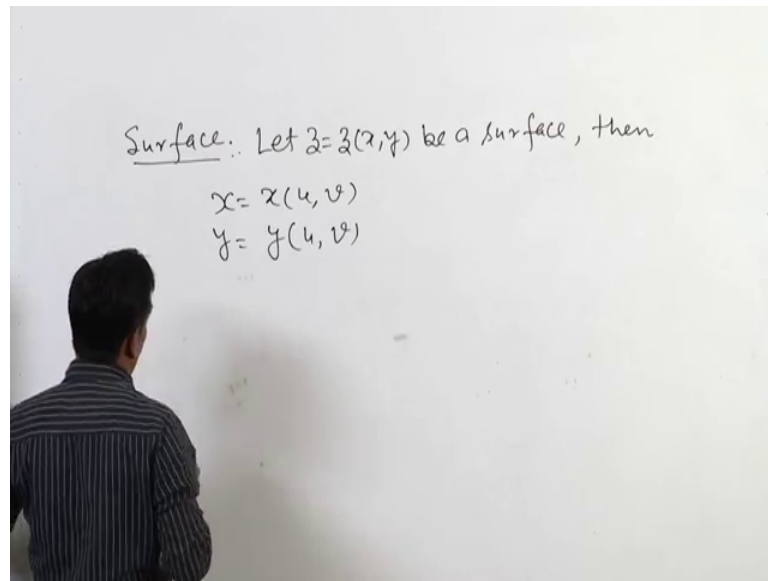 Surface. Let z=z(x,y) be a surface, then
x= x(u,v)
y= y(u,v)